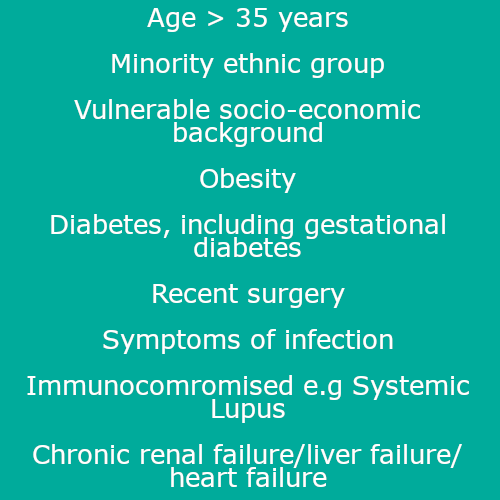 Age > 35 years
Minority ethnic group
Vulnerable socio-economic
background
Obesity
Diabetes, including gestational
diabetes
Recent surgery
Symptoms of infection
Immunocomromised e.g Systemic
Lupus
Chronic renal failure/liver failure/
heart failure